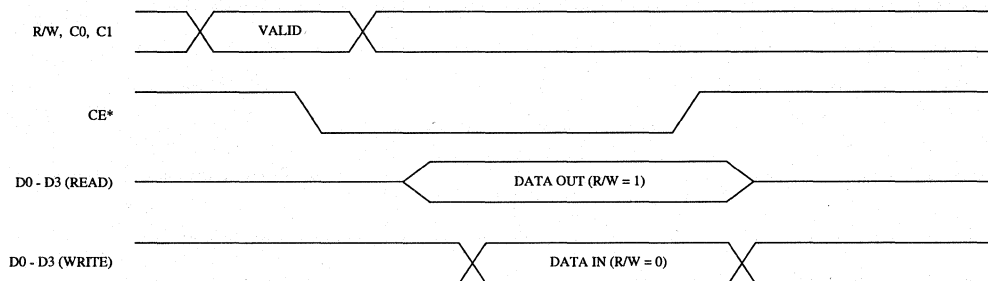 R/W, C0, C1 VALID
CE*
D0 - D3 (READ) DATA OUT (R/W = 1)
D0 - D3 (WRITE) DATA IN (R/W = 0)